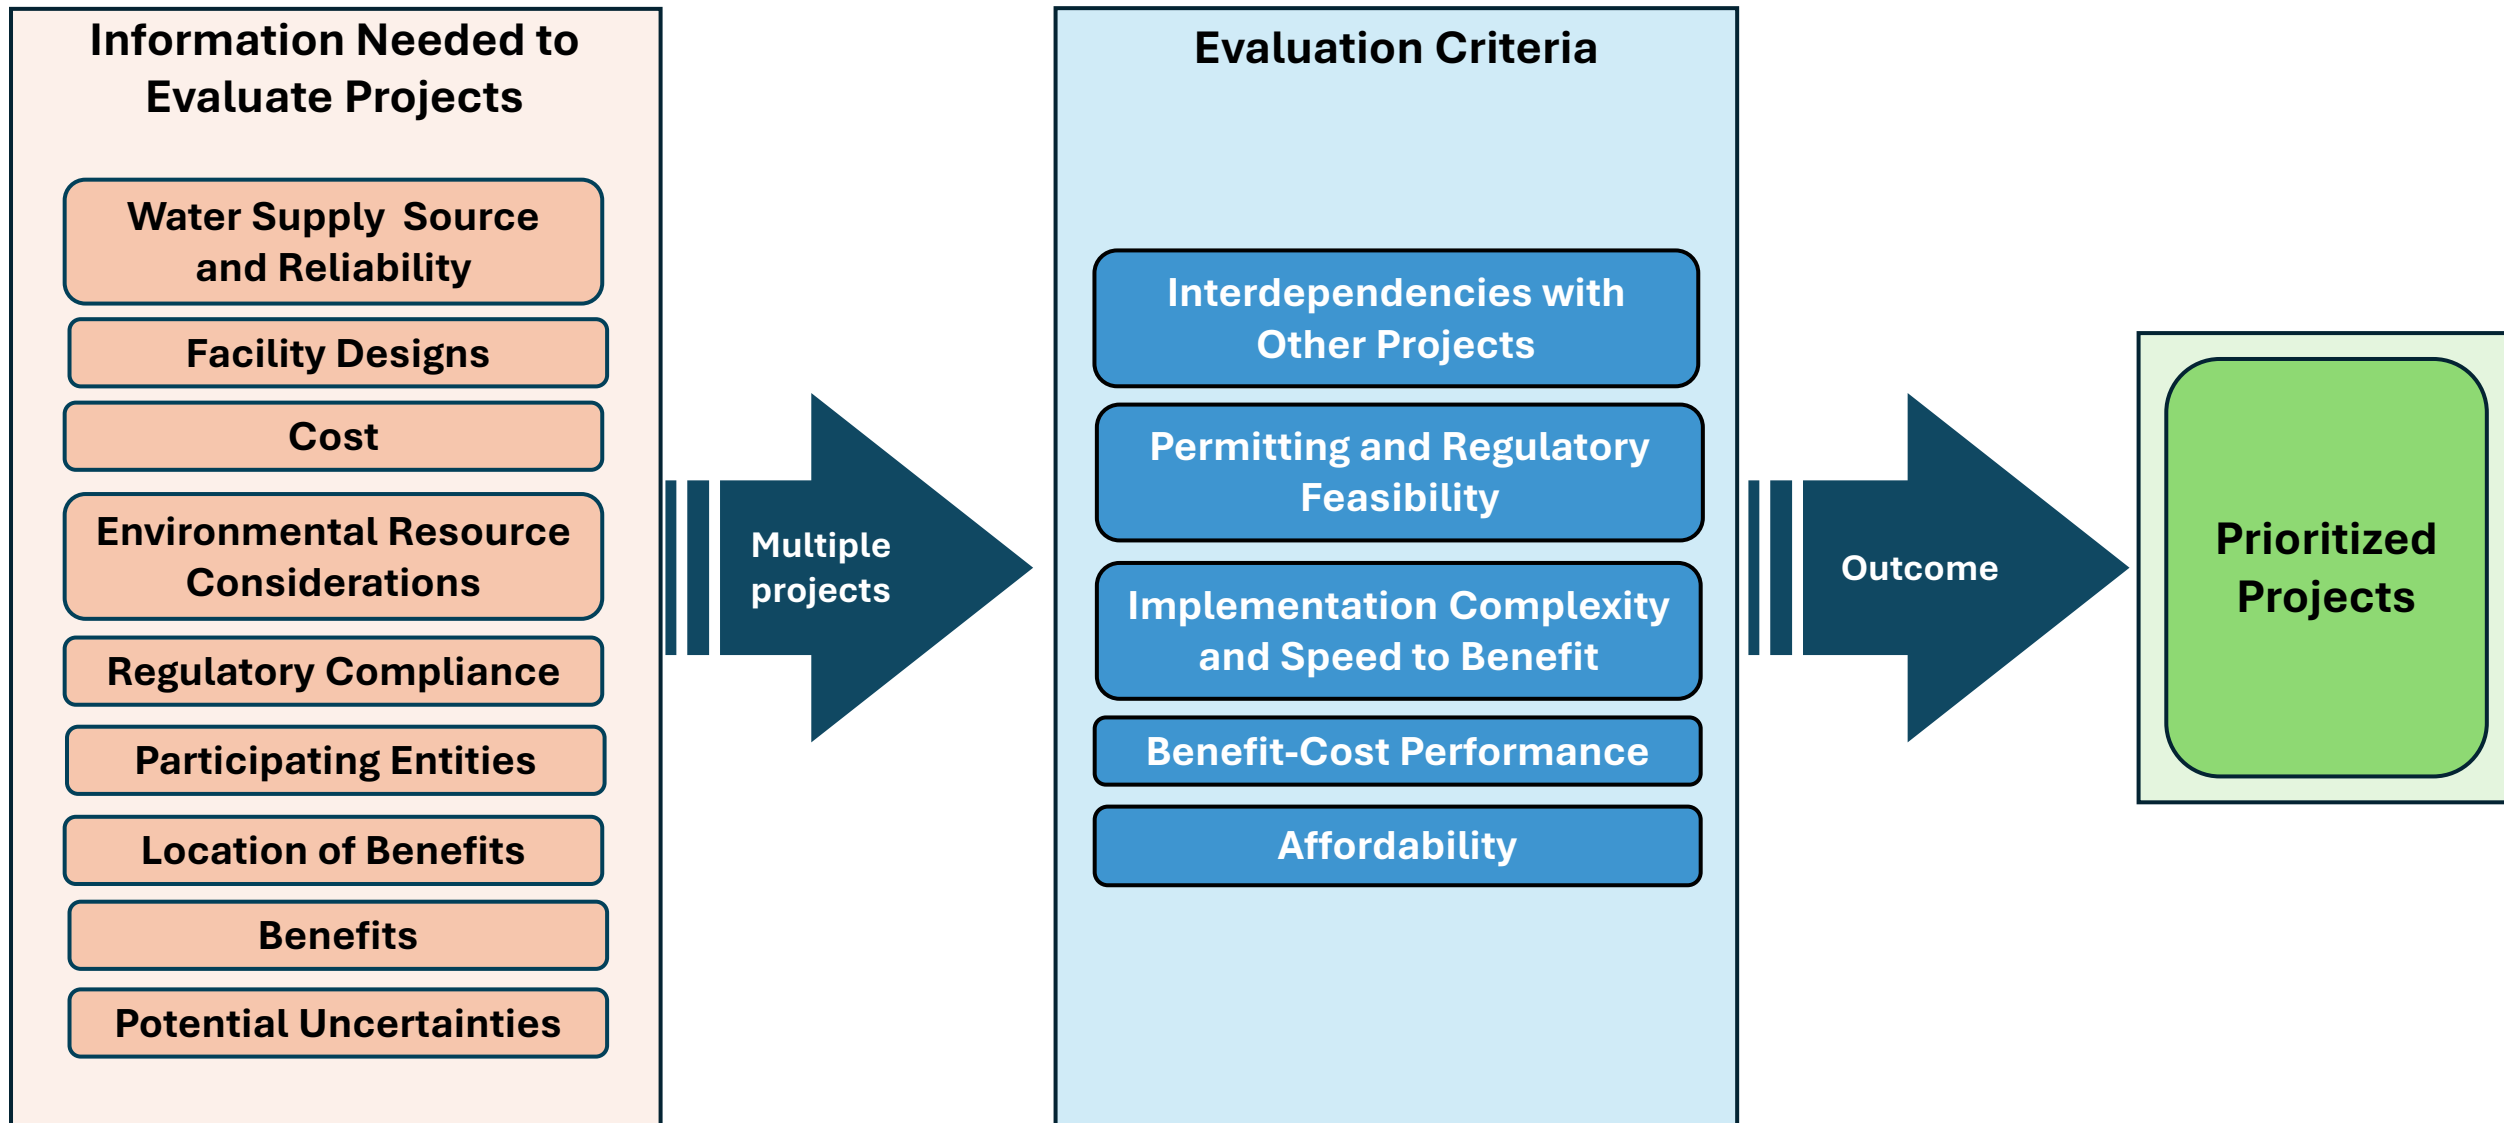 Information Needed to
Evaluate Projects
Water Supply  Source
and Reliability
Facility Designs
Cost
Environmental Resource
Considerations
Regulatory Compliance
Participating Entities
Location of Benefits
Benefits
Potential Uncertainties
Multiple
projects
Evaluation Criteria
Interdependencies with
Other Projects
Permitting and Regulatory
Feasibility
Implementation Complexity
and Speed to Benefit
Benefit-Cost Performance
Affordability
Outcome
Prioritized
Projects